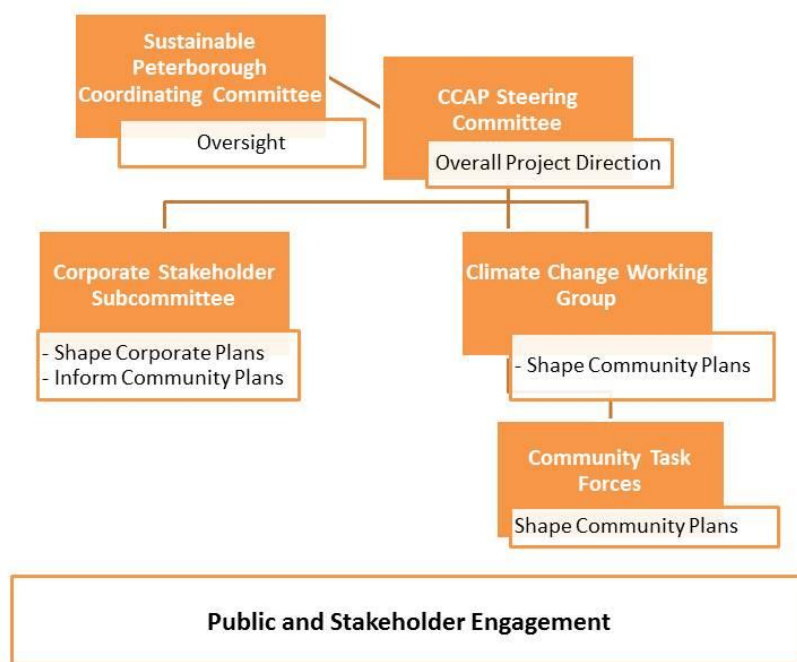 Sustainable
Peterborough
Coordinating Committee
Oversight
CCAP Steering
Committee
Overall Project Direction
Corporate Stakeholder
Subcommittee
- Shape Corporate Plans
- Inform Community Plans
Climate Change Working
Group
- Shape Community Plans
Community Task
Forces
Shape Community Plans
Public and Stakeholder Engagement